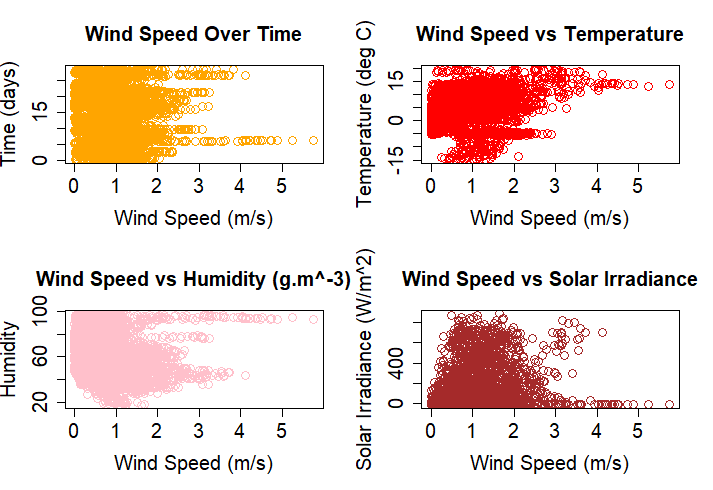 Wind Speed Over Time
Time (days)
15
0
0 1 2 3 4 5
Wind Speed (m/s)
Wind Speed vs Temperature
Temperature (deg C)
15
0
-15
0 1 2 3 4 5
Wind Speed (m/s)
Wind Speed vs Humidity (g.m^-3)
Humidity
100
60
20
0 1 2 3 4 5
Wind Speed (m/s)
Wind Speed vs Solar Irradiance
Solar Irradiance (W/m^2)
400
0
0 1 2 3 4 5
Wind Speed (m/s)